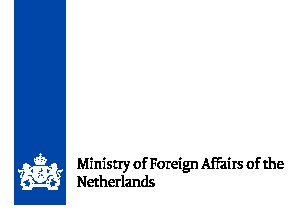 Ministry of Foreign Affairs of the
Netherlands